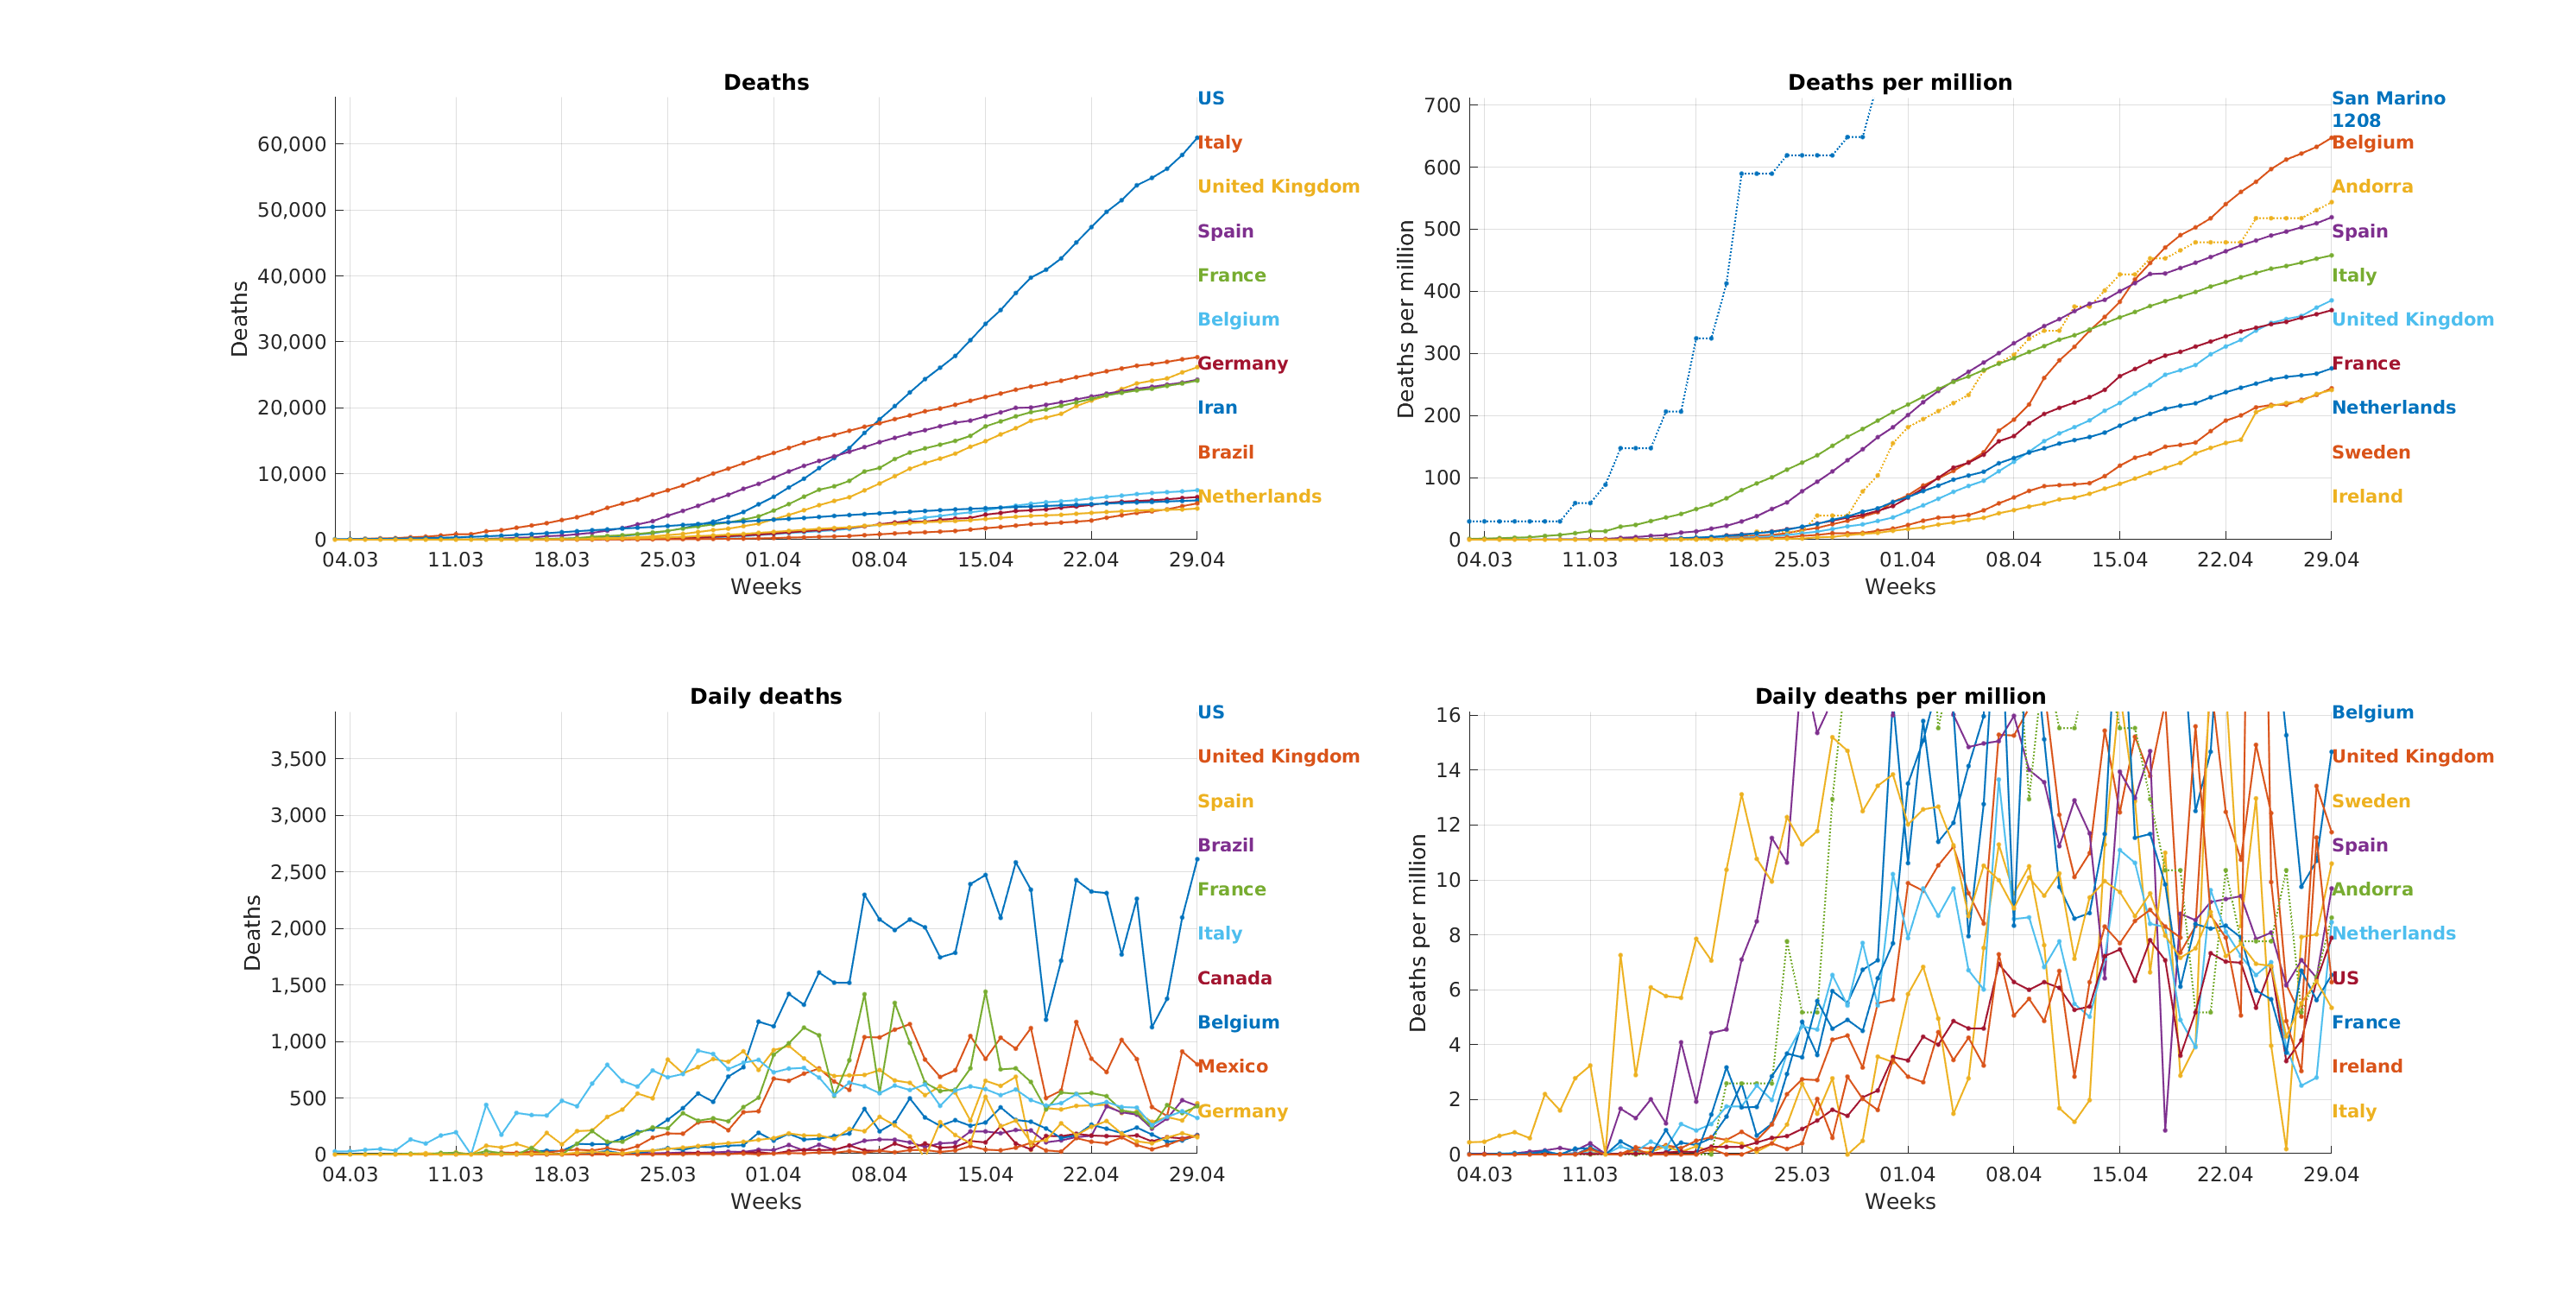 Deaths
Deaths
60,000
50,000
40,000
30,000
20,000
10,000
0
04.03 11.03 18.03 25.03 01.04 08.04 15.04 22.04 29.04
Weeks
US
Italy
United Kingdom
Spain
France
Belgium
Germany
Iran
Brazil
Netherlands
Deaths per million
Deaths per million
700
600
500
400
300
200
100
0
04.03 11.03 18.03 25.03 01.04 08.04 15.04 22.04 29.04
Weeks
San Marino
1208
Belgium
Andorra
Spain
Italy
United Kingdom
France
Netherlands
Sweden
Ireland
Daily deaths
Deaths
3,500
3,000
2,500
2,000
1,500
1,000
500
0
04.03 11.03 18.03 25.03 01.04 08.04 15.04 22.04 29.04
Weeks
US
United Kingdom
Spain
Brazil
France
Italy
Canada
Belgium
Mexico
Germany
Daily deaths per million
Deaths per million
16
14
12
10
8
6
4
2
0
04.03 11.03 18.03 25.03 01.04 08.04 15.04 22.04 29.04
Weeks
Belgium
United Kingdom
Sweden
Spain
Andorra
Netherlands
US
France
Ireland
Italy